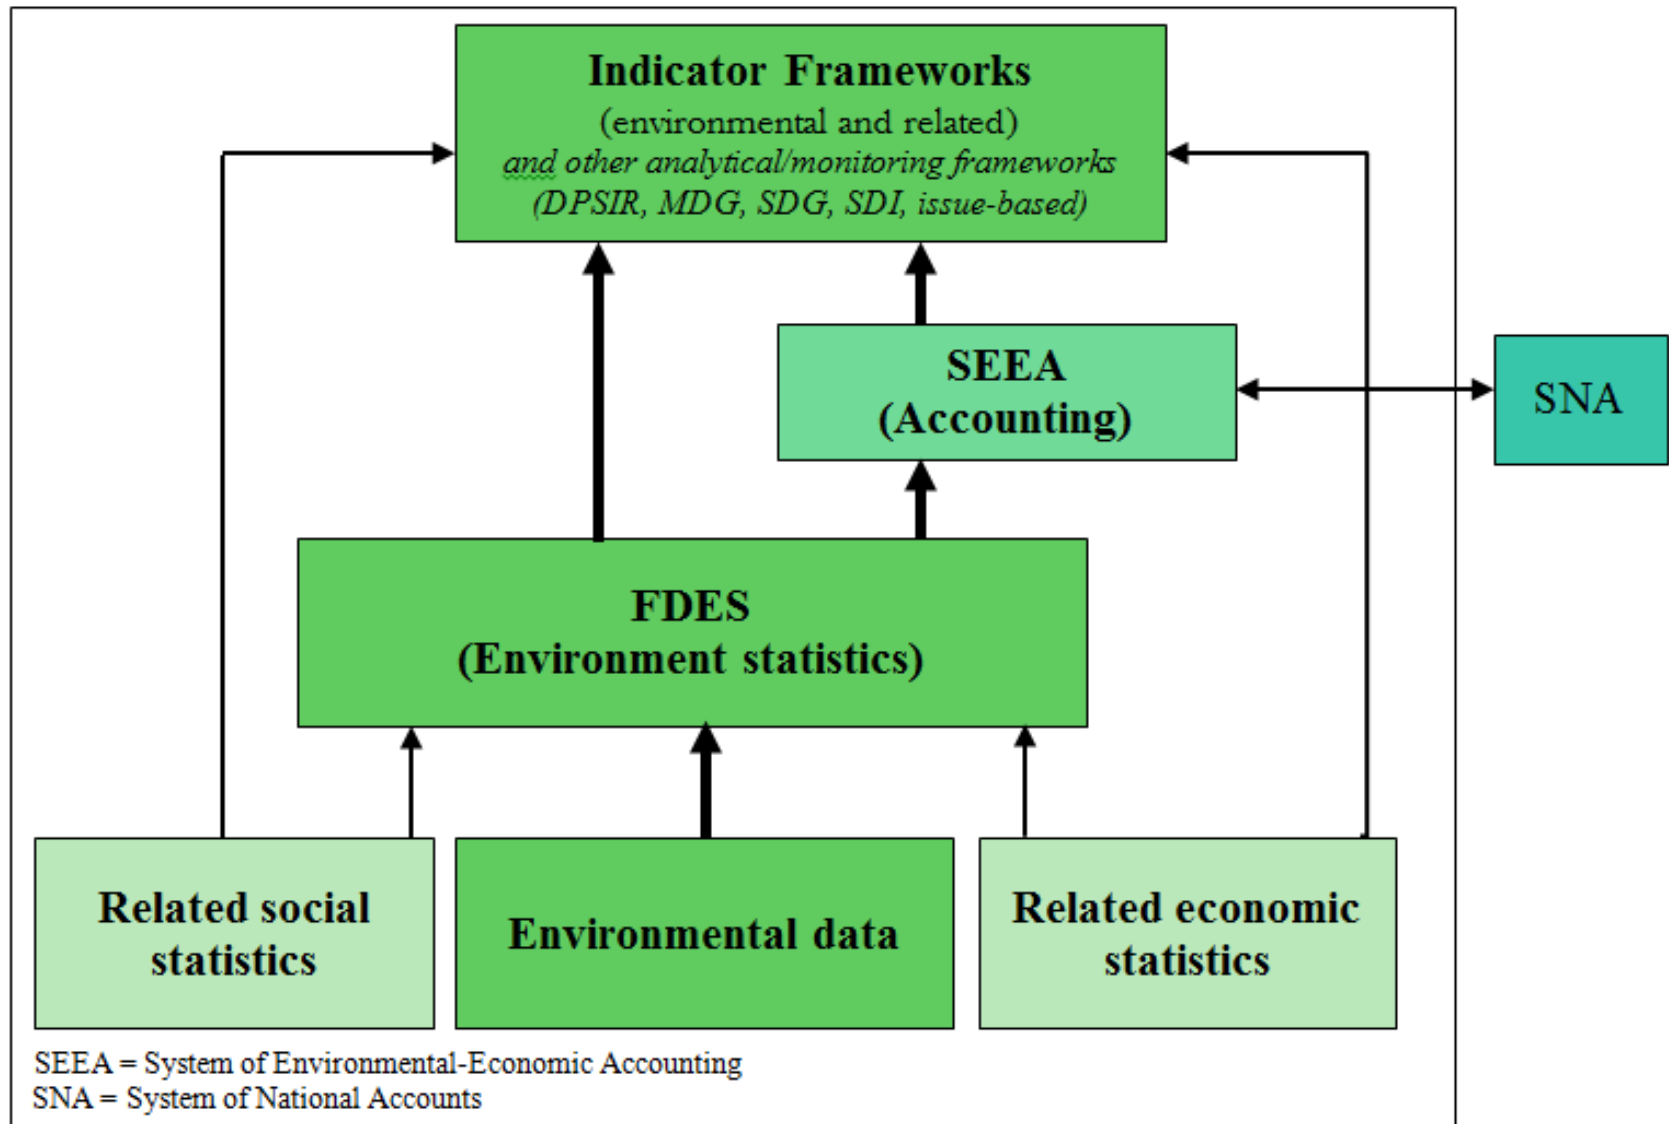 Indicator Frameworks
(environmental and related)
and other analytical/monitoring frameworks
(DPSIR, MDG, SDG, SDI, issue-based)
SEEA
(Accounting)
SNA
FDES
(Environment statistics)
Related social
statistics
Environmental data
Related economic
statistics
SEEA = System of Environmental-Economic Accounting
SNA = System of National Accounts